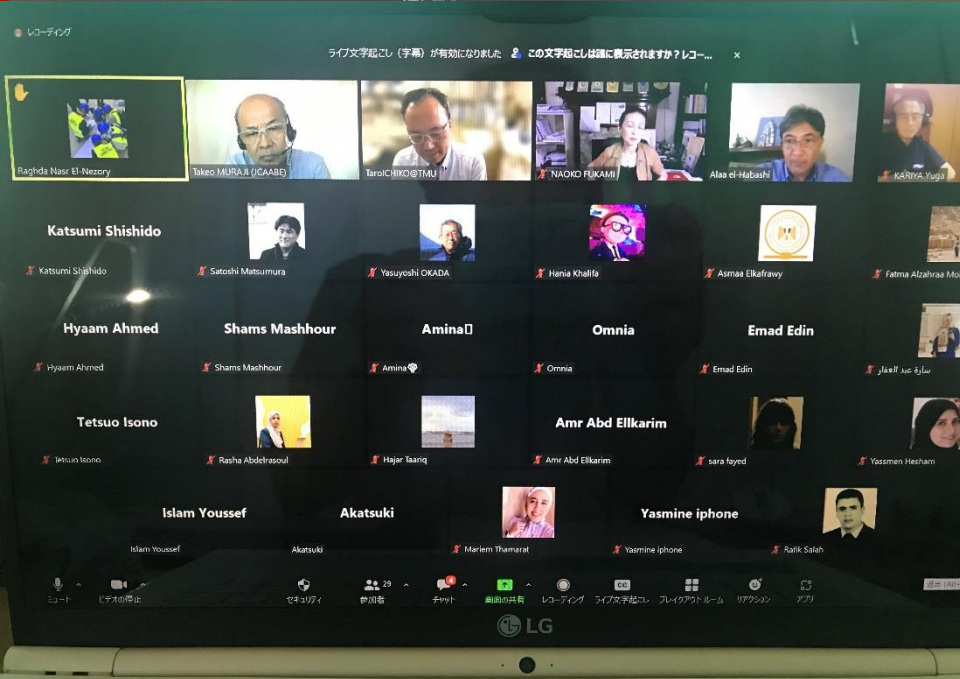 レコーディング
ライブ文字起こし（字幕）が有効になりました この文字起こしは誰に表示されますか？レコー...
Raghda Nasr El-Nezory
Takeo MURAJI (JCAABE)
TaroICHIKO@TMU
NAOKO FUKAMI
Alaa el-Habashi
KARIYA Yuga
Katsumi Shishido
Katsumi Shishido
Satoshi Matsumura
Yasuyoshi OKADA
Hania Khalifa
Asmaa Elkafrawy
Fatma Alzahraa Mo
Hyaam Ahmed
Shams Mashhour
Amina
Omnia
Emad Edin
Hyaam Ahmed
Shams Mashhour
Amina
Omnia
Emad Edin
سارة عبد الغفار
Tetsuo Isono
Amr Abd Ellkarim
Tetsuo Isono
Rasha Abdelrasoul
Hajar Taariq
Amr Abd Ellkarim
sara fayed
Yassmen Hesham
Islam Youssef
Akatsuki
Yasmine iphone
Islam Youssef
Akatsuki
Mariem Thamarat
Yasmine iphone
Rafik Salah
29
4
CC
ミュート
ビデオの停止
セキュリティ
参加者
チャット
画面の共有
レコーディング
ライブ文字起こし
ブレイクアウト ルーム
リアクション
アプリ
LG